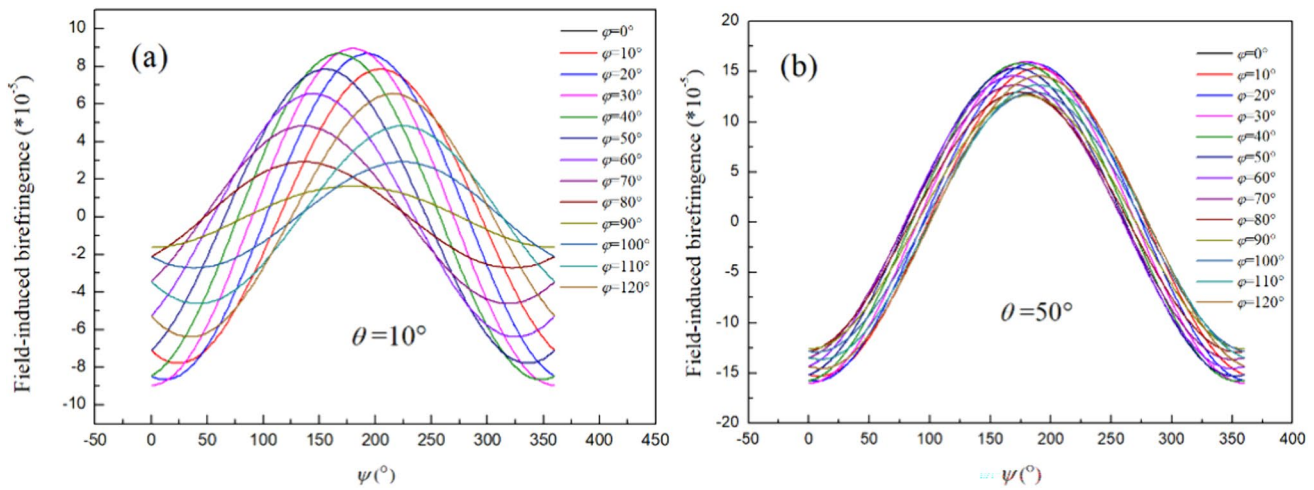 (a)
Field-induced birefringence (*10⁻⁵)
10
8
6
4
2
0
-2
-4
-6
-8
-10
φ=0°
φ=10°
φ=20°
φ=30°
φ=40°
φ=50°
φ=60°
φ=70°
φ=80°
φ=90°
φ=100°
φ=110°
φ=120°
θ=10°
-50 0 50 100 150 200 250 300 350 400 450
ψ(°)
(b)
Field-induced birefringence (*10⁻⁵)
20
15
10
5
0
-5
-10
-15
-20
φ=0°
φ=10°
φ=20°
φ=30°
φ=40°
φ=50°
φ=60°
φ=70°
φ=80°
φ=90°
φ=100°
φ=110°
φ=120°
θ=50°
-50 0 50 100 150 200 250 300 350 400
ψ(°)